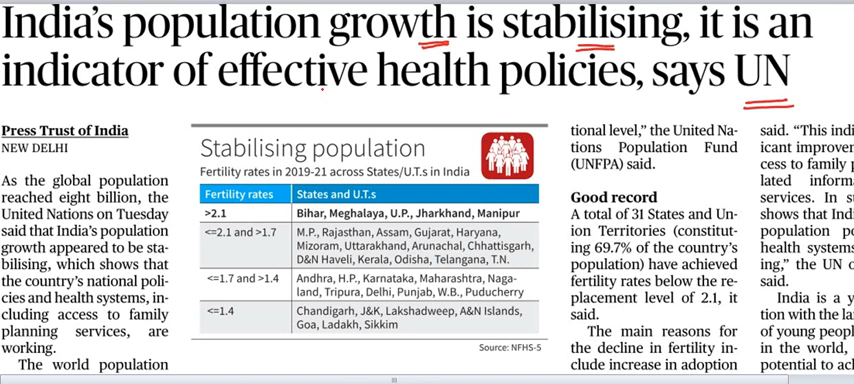 India's population growth is stabilising, it is an
indicator of effective health policies, says UN
Press Trust of India
NEW DELHI
As the global population
reached eight billion, the
United Nations on Tuesday
said that India's population
growth appeared to be sta-
bilising, which shows that
the country's national poli-
cies and health systems, in-
cluding access to family
planning services, are
working.
The world population
Stabilising population
Fertility rates in 2019-21 across States/U.T.s in India
Fertility rates States and U.T.s
>2.1 Bihar, Meghalaya, U.P., Jharkhand, Manipur
<=2.1 and >1.7 M.P., Rajasthan, Assam, Gujarat, Haryana,
Mizoram, Uttarakhand, Arunachal, Chhattisgarh,
D&N Haveli, Kerala, Odisha, Telangana, T.N.
<=1.7 and >1.4 Andhra, H.P., Karnataka, Maharashtra, Naga-
land, Tripura, Delhi, Punjab, W.B., Puducherry
<=1.4 Chandigarh, J&K, Lakshadweep, A&N Islands,
Goa, Ladakh, Sikkim
Source: NFHS-5
tional level," the United Na-
tions Population Fund
(UNFPA) said.
Good record
A total of 31 States and Un-
ion Territories (constitut-
ing 69.7% of the country's
population) have achieved
fertility rates below the re-
placement level of 2.1, it
said.
The main reasons for
the decline in fertility in-
clude increase in adoption
said. "This indi
icant improver
cess to family p
lated inform
services. In su
shows that Indi
population po
health systems
ing," the UN o
said.
India is a y
tion with the la
of young peopl
in the world,
potential to acl